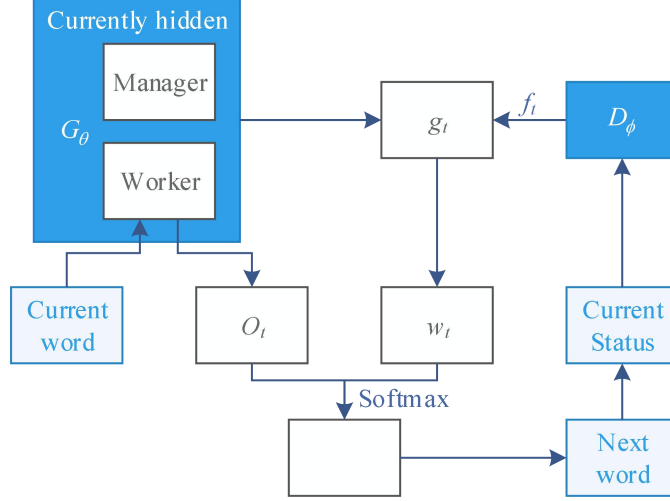 Currently hidden
Manager
G_θ
Worker
g_t
f_t
D_ϕ
Current
word
O_t
w_t
Current
Status
Softmax
Next
word